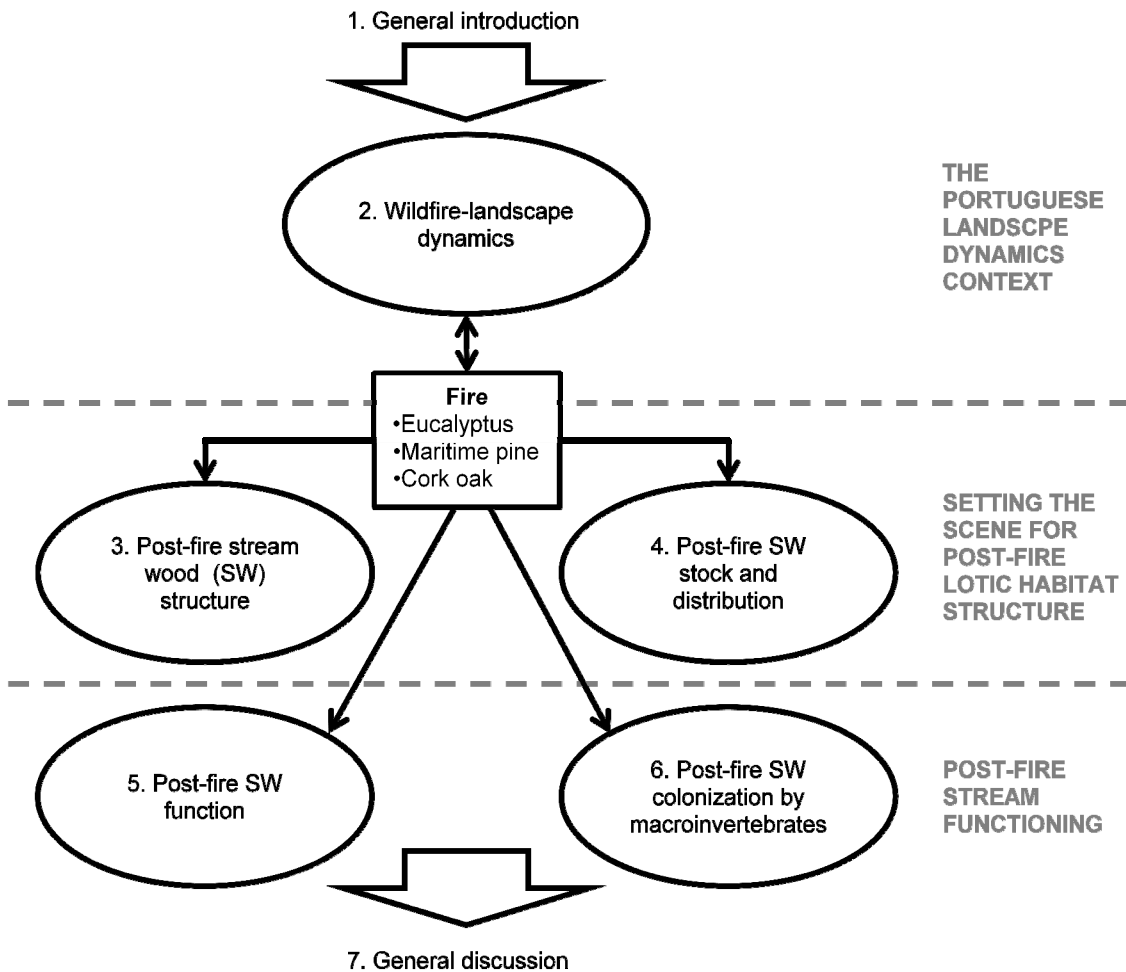 1. General introduction
2. Wildfire-landscape
dynamics
THE
PORTUGUESE
LANDSCPE
DYNAMICS
CONTEXT
Fire
•Eucalyptus
•Maritime pine
•Cork oak
3. Post-fire stream
wood (SW)
structure
4. Post-fire SW
stock and
distribution
SETTING THE
SCENE FOR
POST-FIRE
LOTIC HABITAT
STRUCTURE
5. Post-fire SW
function
6. Post-fire SW
colonization by
macroinvertebrates
POST-FIRE
STREAM
FUNCTIONING
7. General discussion